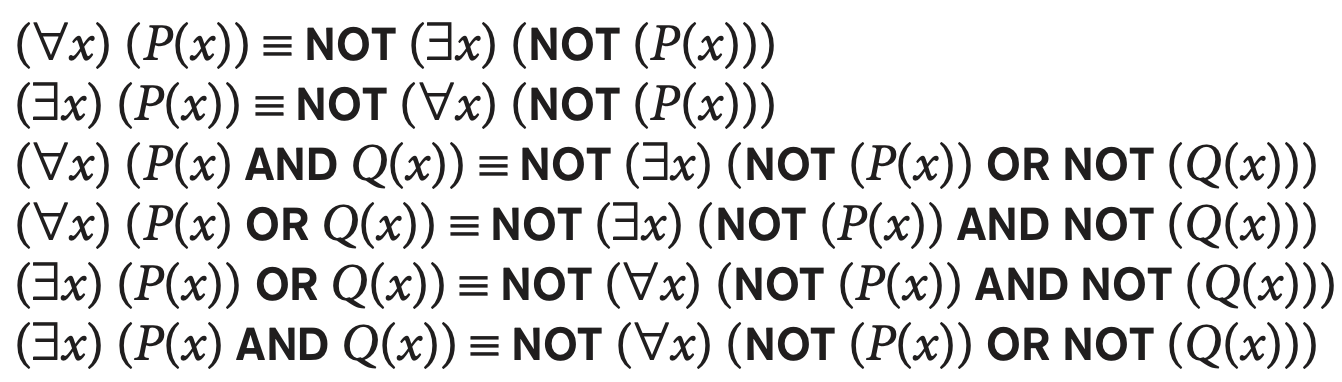 (∀x) (P(x)) ≡ NOT (∃x) (NOT (P(x)))
(∃x) (P(x)) ≡ NOT (∀x) (NOT (P(x)))
(∀x) (P(x) AND Q(x)) ≡ NOT (∃x) (NOT (P(x)) OR NOT (Q(x)))
(∀x) (P(x) OR Q(x)) ≡ NOT (∃x) (NOT (P(x)) AND NOT (Q(x)))
(∃x) (P(x)) OR Q(x)) ≡ NOT (∀x) (NOT (P(x)) AND NOT (Q(x)))
(∃x) (P(x) AND Q(x)) ≡ NOT (∀x) (NOT (P(x)) OR NOT (Q(x)))